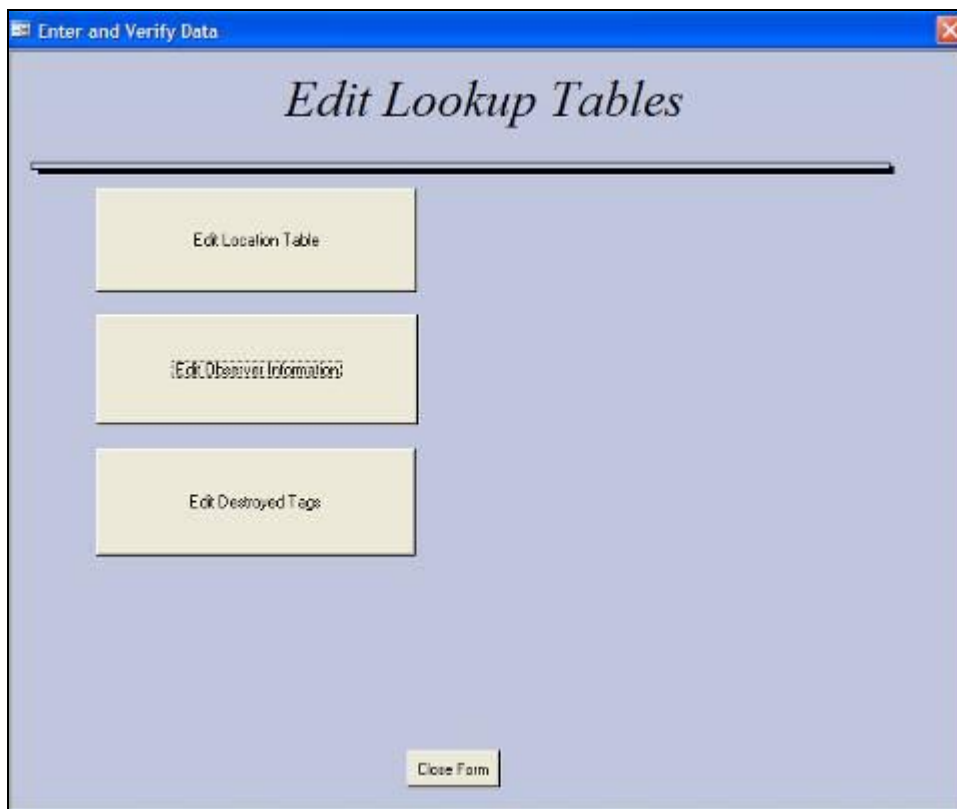 Enter and Verify Data
Edit Lookup Tables
Edit Location Table
Edit Observer Information
Edit Destroyed Tags
Close Form